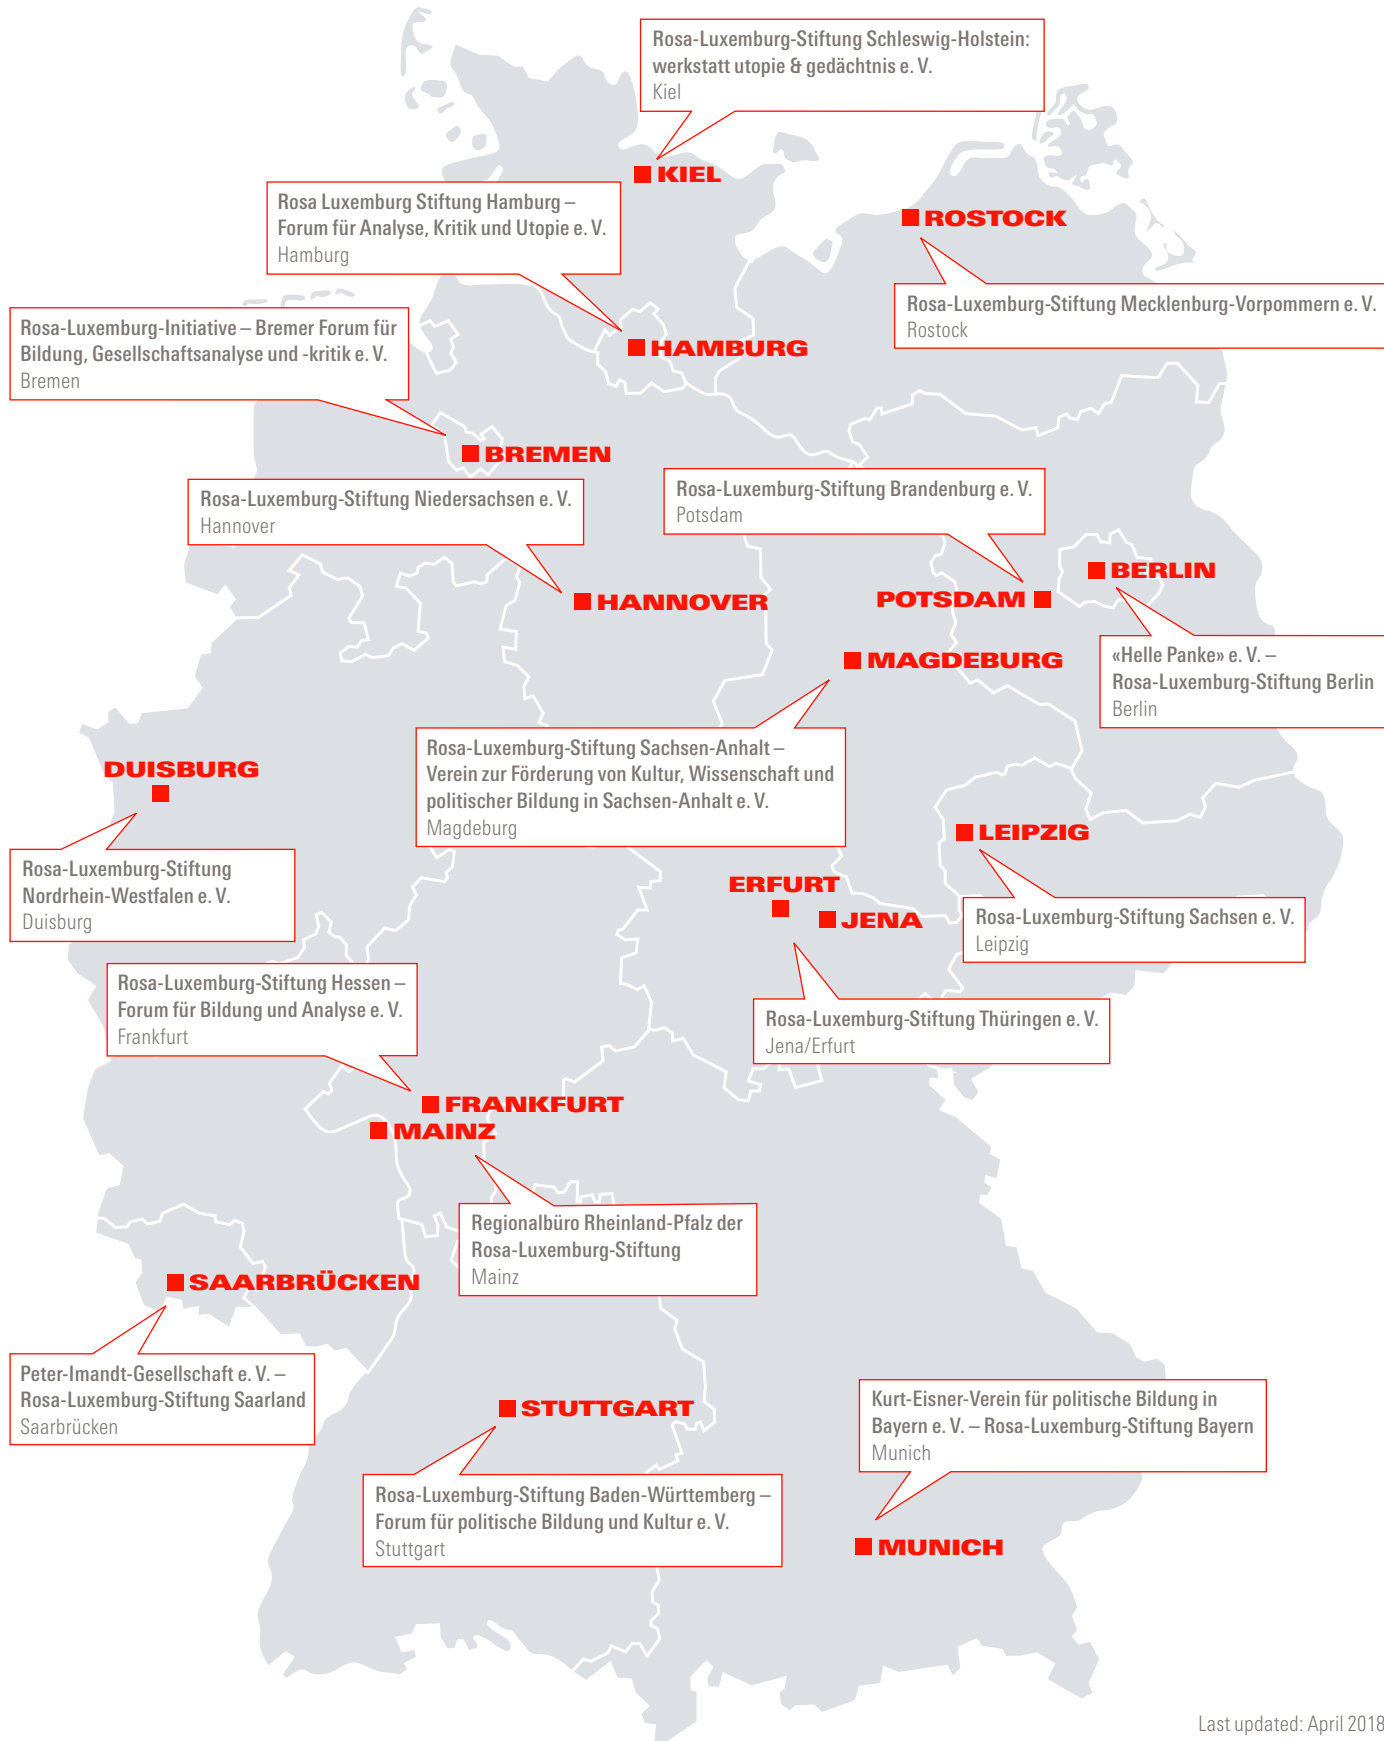 Rosa-Luxemburg-Stiftung Schleswig-Holstein:
werkstatt utopie & gedächtnis e. V.
Kiel
KIEL
Rosa Luxemburg Stiftung Hamburg –
Forum für Analyse, Kritik und Utopie e. V.
Hamburg
ROSTOCK
Rosa-Luxemburg-Stiftung Mecklenburg-Vorpommern e. V.
Rostock
Rosa-Luxemburg-Initiative – Bremer Forum für
Bildung, Gesellschaftsanalyse und -kritik e. V.
Bremen
HAMBURG
BREMEN
Rosa-Luxemburg-Stiftung Niedersachsen e. V.
Hannover
Rosa-Luxemburg-Stiftung Brandenburg e. V.
Potsdam
BERLIN
HANNOVER
POTSDAM
MAGDEBURG
«Helle Panke» e. V. –
Rosa-Luxemburg-Stiftung Berlin
Berlin
Rosa-Luxemburg-Stiftung Sachsen-Anhalt –
Verein zur Förderung von Kultur, Wissenschaft und
politischer Bildung in Sachsen-Anhalt e. V.
Magdeburg
DUISBURG
LEIPZIG
Rosa-Luxemburg-Stiftung
Nordrhein-Westfalen e. V.
Duisburg
ERFURT
JENA
Rosa-Luxemburg-Stiftung Sachsen e. V.
Leipzig
Rosa-Luxemburg-Stiftung Hessen –
Forum für Bildung und Analyse e. V.
Frankfurt
Rosa-Luxemburg-Stiftung Thüringen e. V.
Jena/Erfurt
FRANKFURT
MAINZ
Regionalbüro Rheinland-Pfalz der
Rosa-Luxemburg-Stiftung
Mainz
SAARBRÜCKEN
Peter-Imandt-Gesellschaft e. V. –
Rosa-Luxemburg-Stiftung Saarland
Saarbrücken
STUTTGART
Kurt-Eisner-Verein für politische Bildung in
Bayern e. V. – Rosa-Luxemburg-Stiftung Bayern
Munich
Rosa-Luxemburg-Stiftung Baden-Württemberg –
Forum für politische Bildung und Kultur e. V.
Stuttgart
MUNICH
Last updated: April 2018